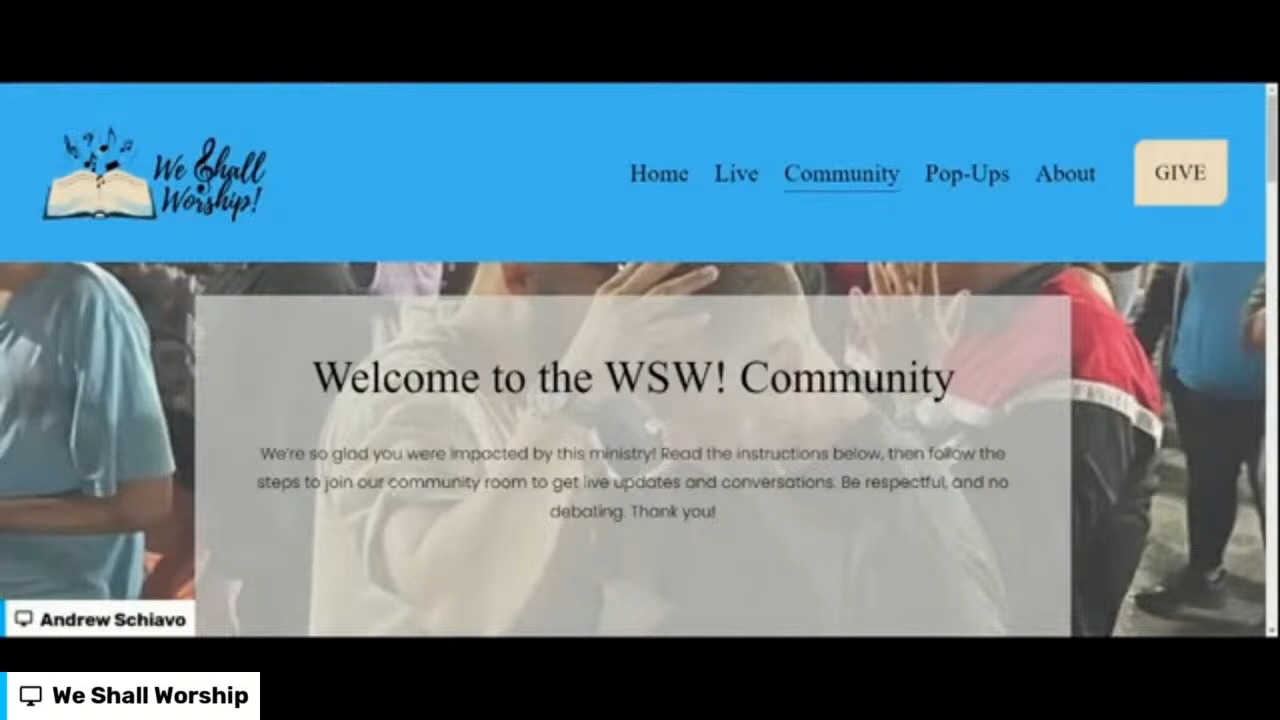 We Shall
Worship!
Home Live Community Pop-Ups About GIVE
Welcome to the WSW! Community
We're so glad you were impacted by this ministry! Read the instructions below, then follow the
steps to join our community room to get live updates and conversations. Be respectful, and no
debating. Thank you!
Andrew Schiavo
We Shall Worship